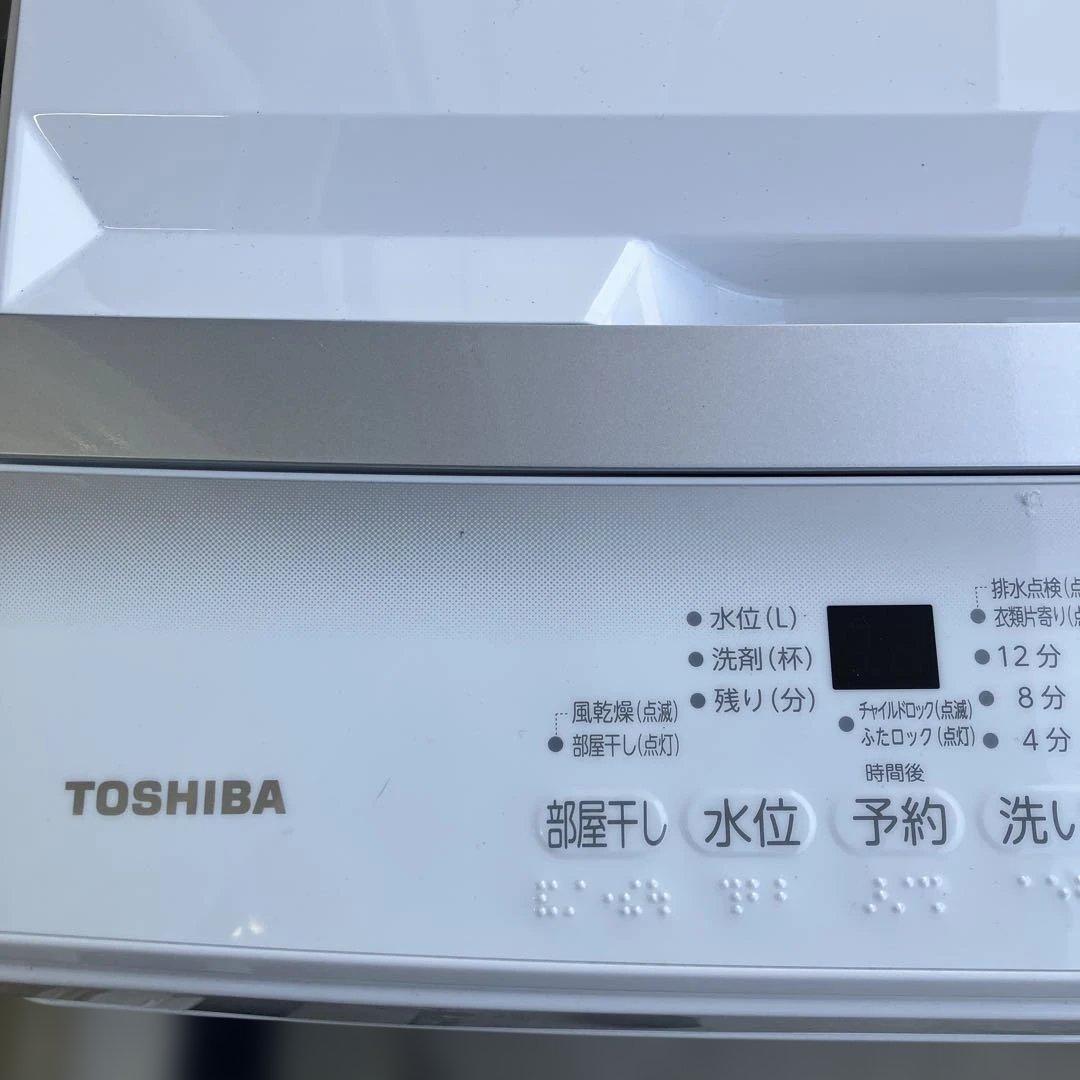 水位(L)
洗剤(杯)
残り(分)
風乾燥(点滅)
部屋干し(点灯)
チャイルドロック(点滅)
ふたロック(点灯)
排水点検(点
衣類片寄り(点
12分
8分
4分
時間後
TOSHIBA
部屋干し
水位
予約
洗い